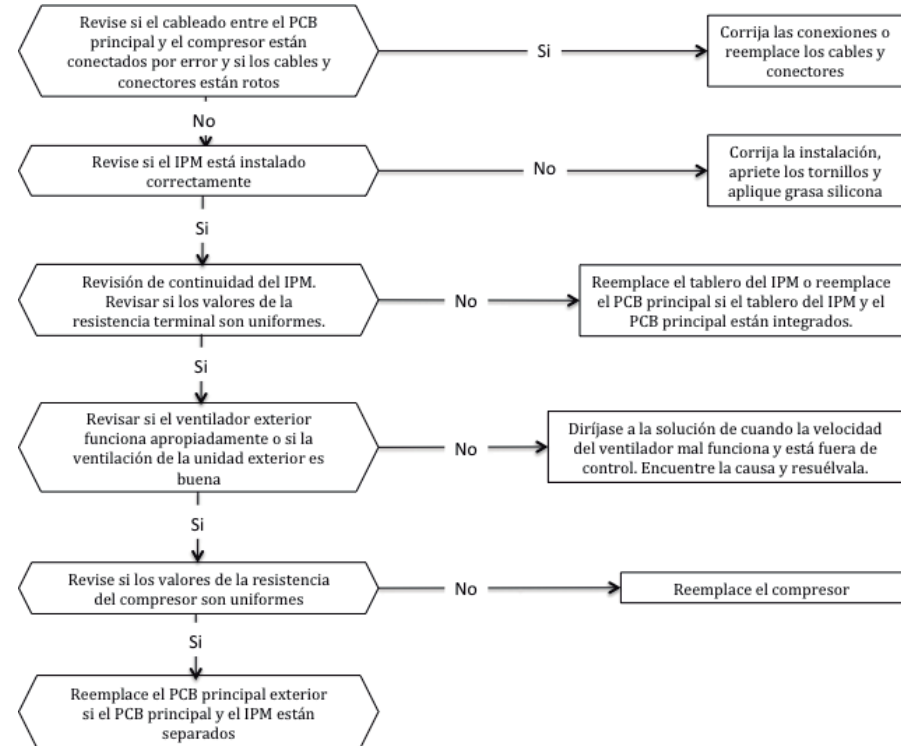 Revise si el cableado entre el PCB
principal y el compresor están
conectados por error y si los cables y
conectores están rotos
Si
Corrija las conexiones o
reemplace los cables y
conectores
No
Revise si el IPM está instalado
correctamente
No
Corrija la instalación,
apriete los tornillos y
aplique grasa silicona
Si
Revisión de continuidad del IPM.
Revisar si los valores de la
resistencia terminal son uniformes.
No
Reemplace el tablero del IPM o reemplace
el PCB principal si el tablero del IPM y el
PCB principal están integrados.
Si
Revisar si el ventilador exterior
funciona apropiadamente o si la
ventilación de la unidad exterior es
buena
No
Diríjase a la solución de cuando la velocidad
del ventilador mal funciona y está fuera de
control. Encuentre la causa y resuélvala.
Si
Revise si los valores de la resistencia
del compresor son uniformes
No
Reemplace el compresor
Si
Reemplace el PCB principal exterior
si el PCB principal y el IPM están
separados